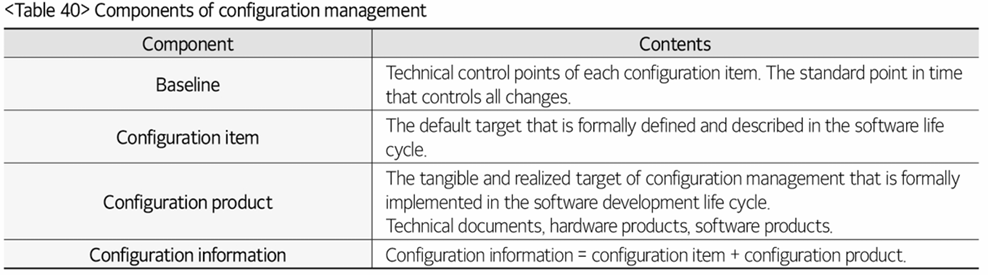 <Table 40> Components of configuration management
Component
Contents
Baseline
Technical control points of each configuration item. The standard point in time
that controls all changes.
Configuration item
The default target that is formally defined and described in the software life
cycle.
Configuration product
The tangible and realized target of configuration management that is formally
implemented in the software development life cycle.
Technical documents, hardware products, software products.
Configuration information
Configuration information = configuration item + configuration product.